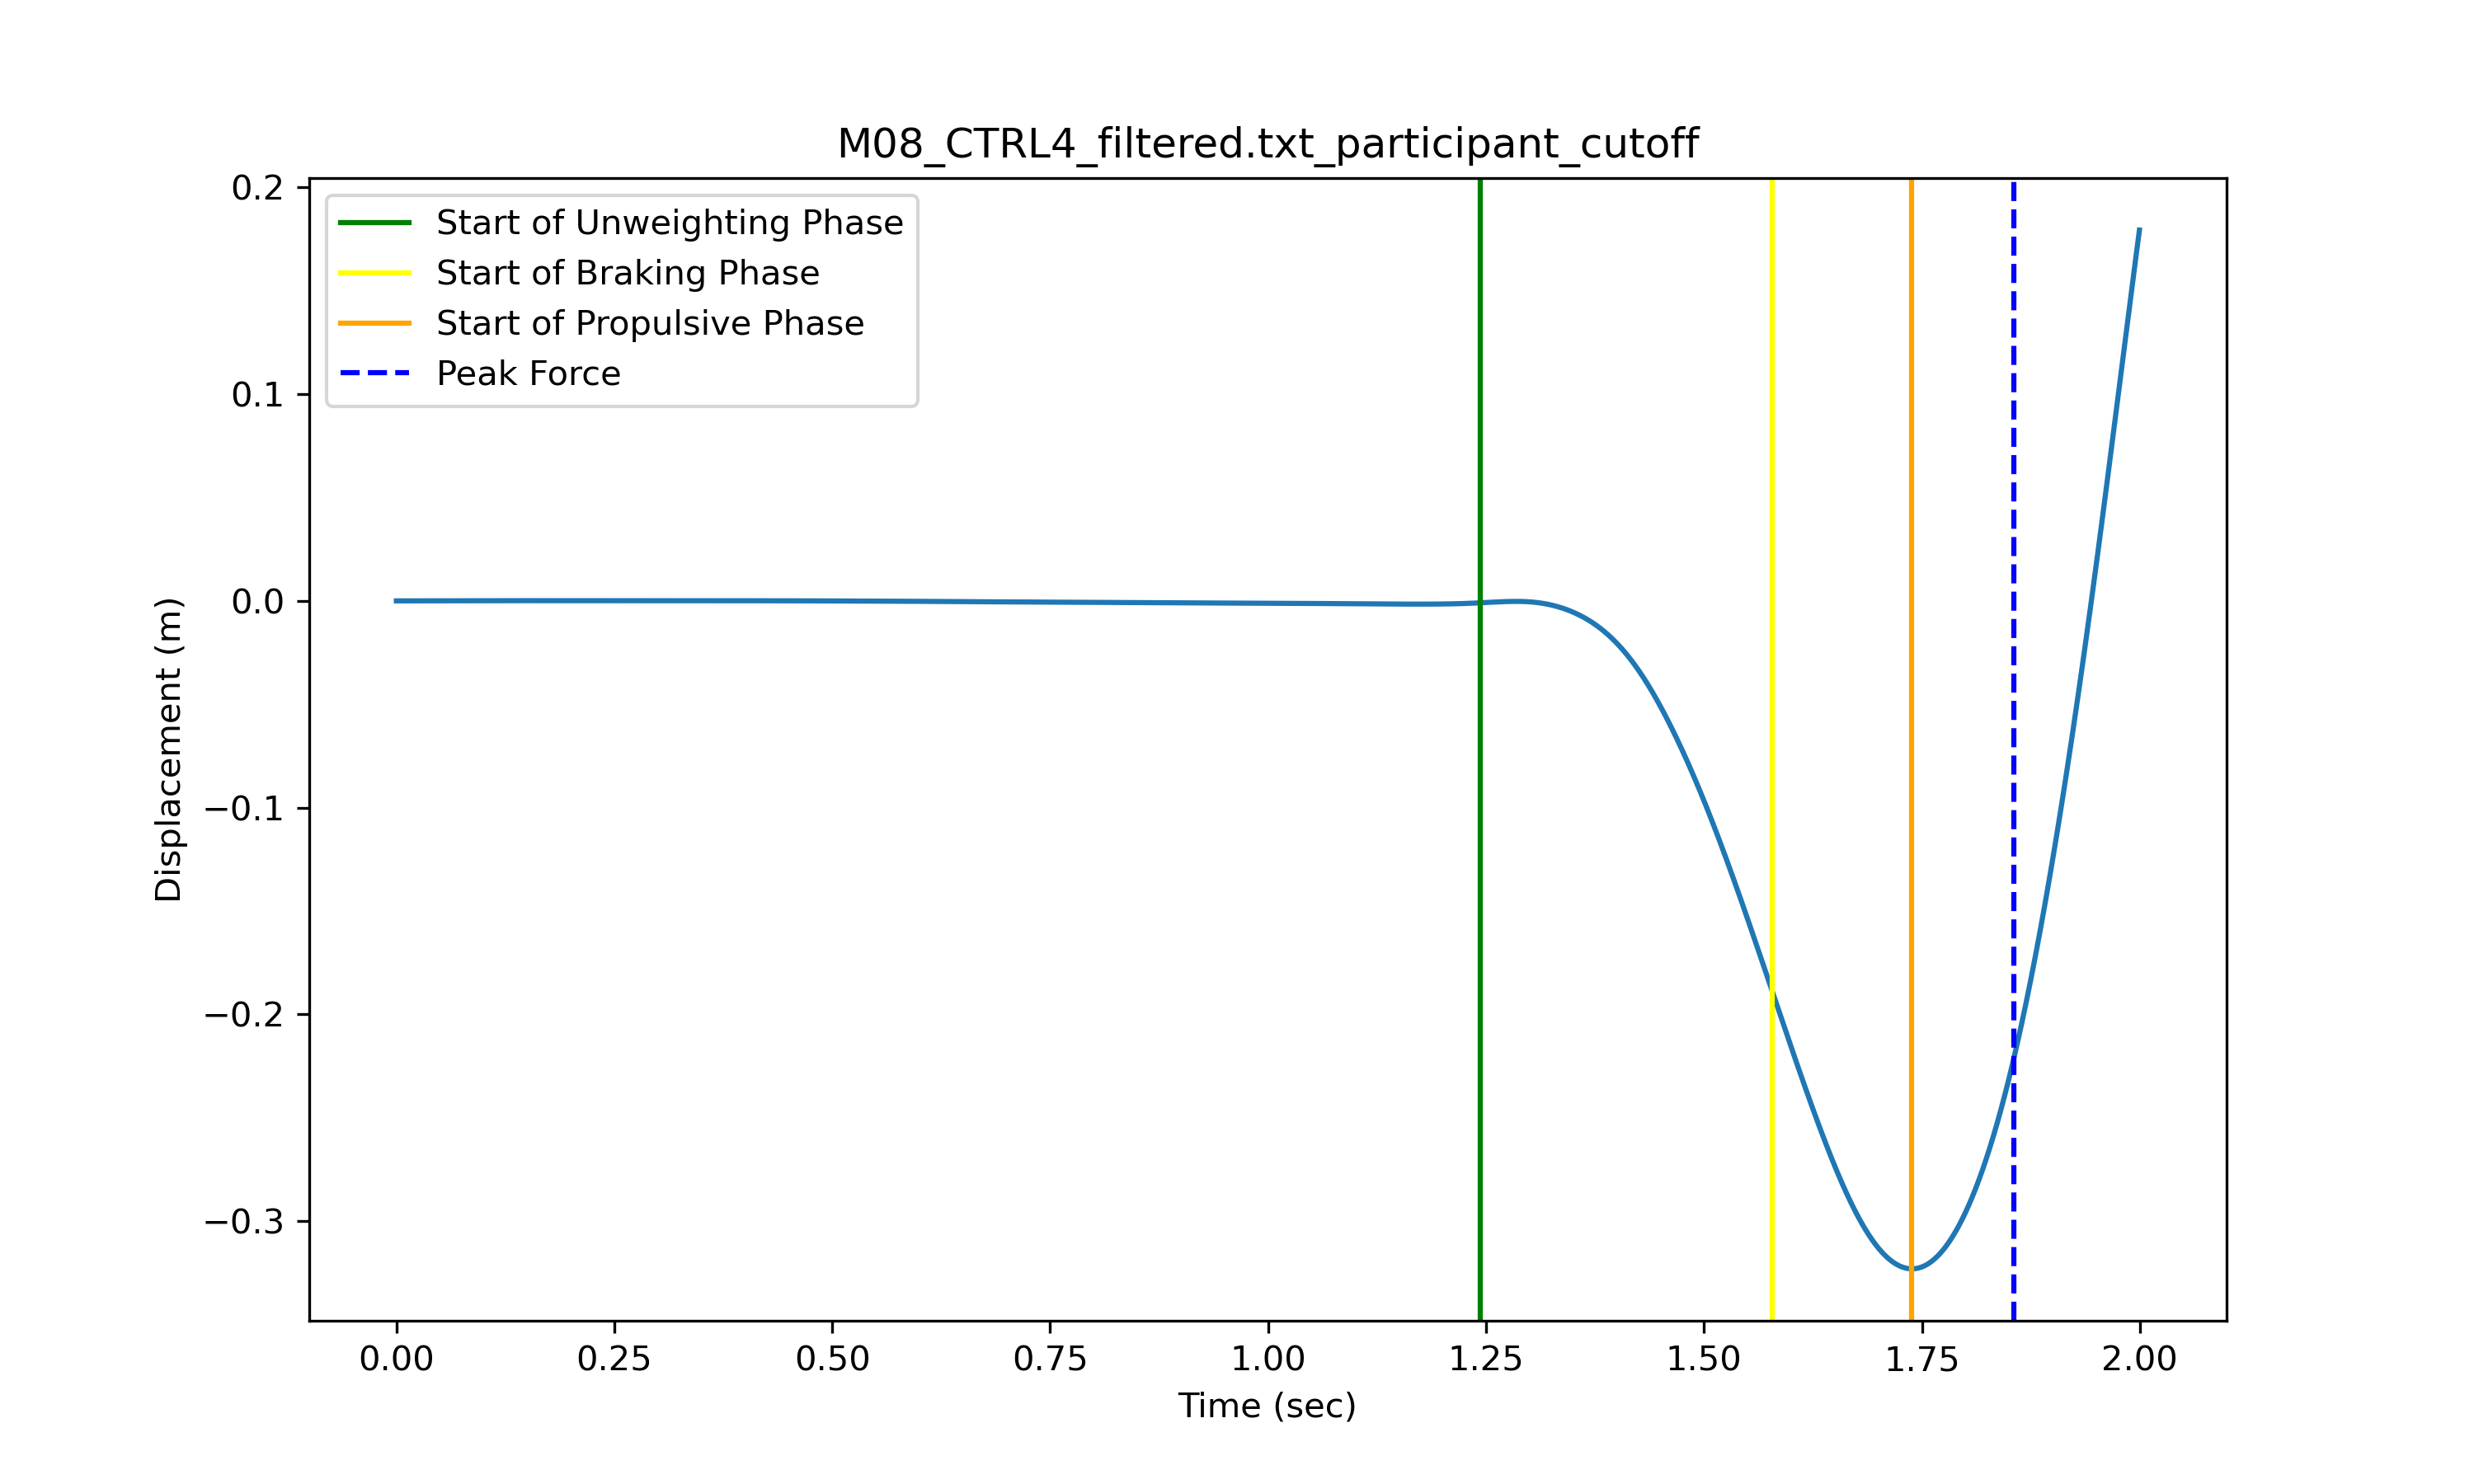 M08_CTRL4_filtered.txt_participant_cutoff
Start of Unweighting Phase
Start of Braking Phase
Start of Propulsive Phase
Peak Force
0.2
0.1
0.0
−0.1
−0.2
−0.3
Displacement (m)
0.00 0.25 0.50 0.75 1.00 1.25 1.50 1.75 2.00
Time (sec)